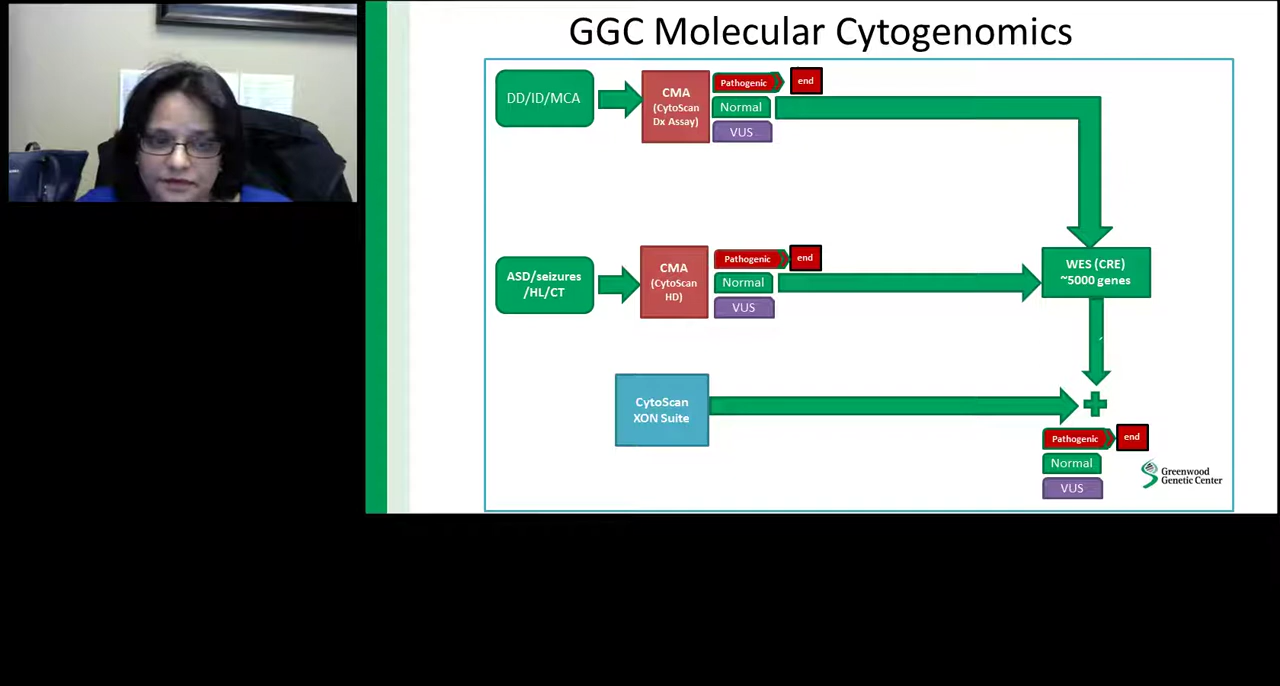 GGC Molecular Cytogenomics
DD/ID/MCA
CMA
(CytoScan
Dx Assay)
Pathogenic
end
Normal
VUS
ASD/seizures
/HL/CT
CMA
(CytoScan
HD)
Pathogenic
end
Normal
VUS
WES (CRE)
~5000 genes
CytoScan
XON Suite
Pathogenic
end
Normal
VUS
Greenwood
Genetic Center